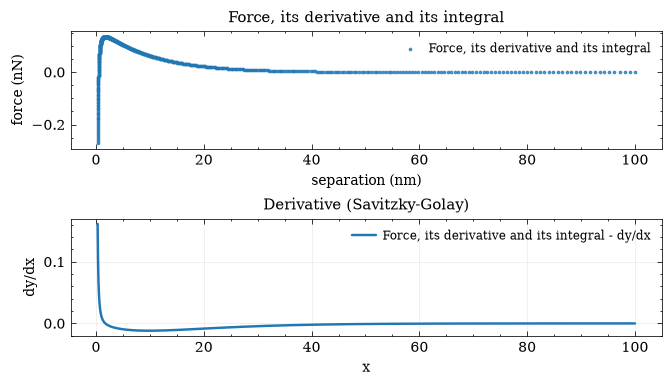 Force, its derivative and its integral
Force, its derivative and its integral
force (nN)
0.0
−0.2
0 20 40 60 80 100
separation (nm)
Derivative (Savitzky-Golay)
Force, its derivative and its integral - dy/dx
dy/dx
0.1
0.0
0 20 40 60 80 100
x